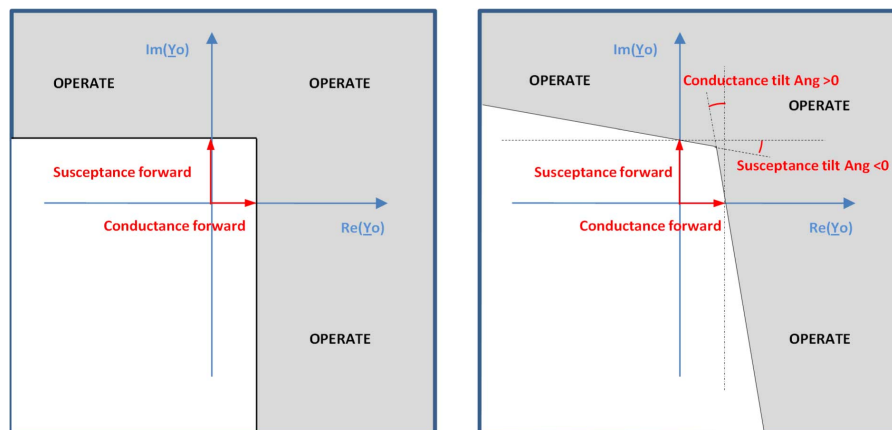 Im(Yo)
OPERATE
OPERATE
Susceptance forward
Conductance forward
Re(Yo)
OPERATE
Im(Yo)
Conductance tilt Ang >0
OPERATE
OPERATE
Susceptance tilt Ang <0
Susceptance forward
Conductance forward
Re(Yo)
OPERATE